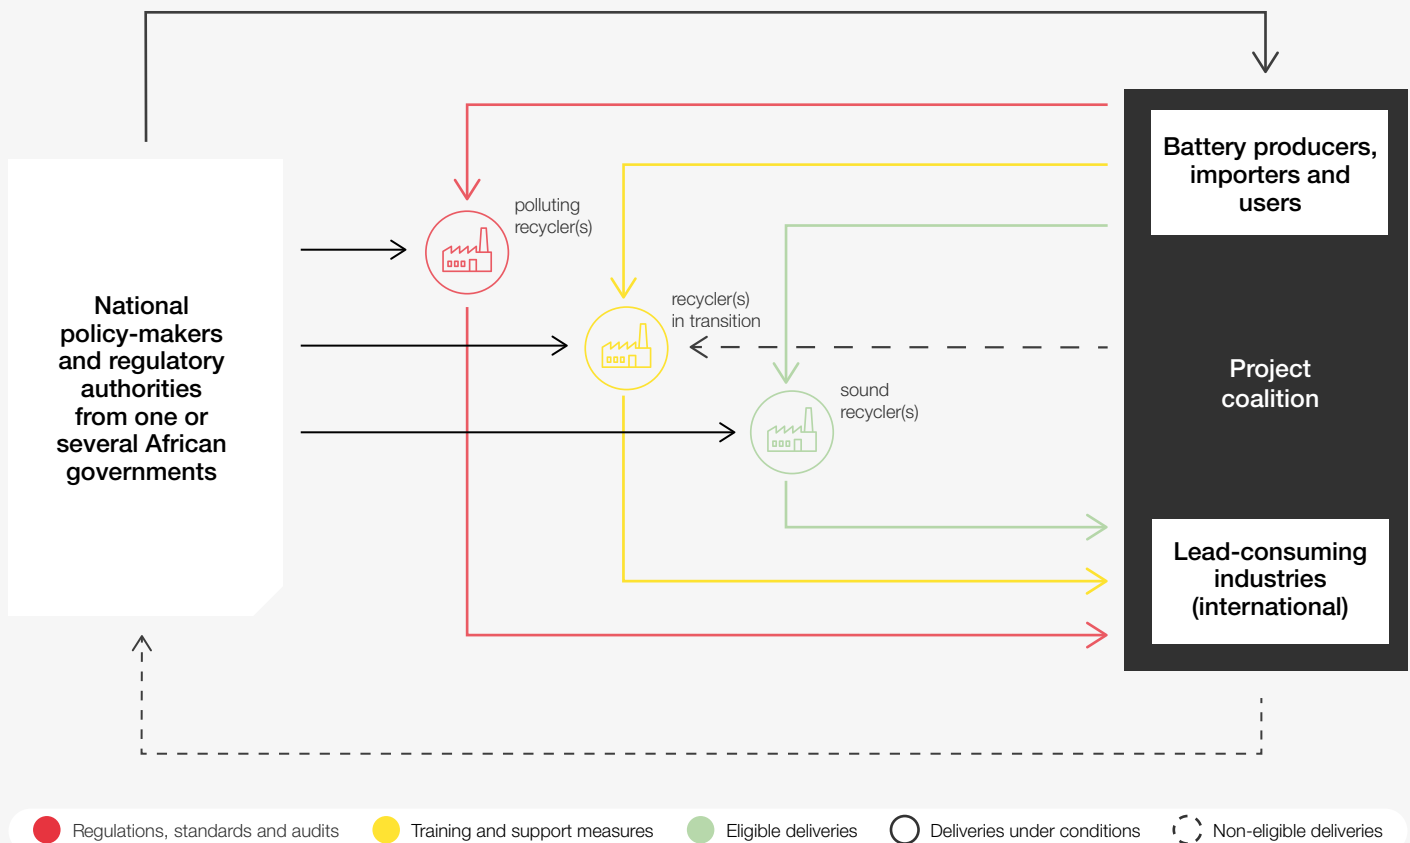 National
policy-makers
and regulatory
authorities
from one or
several African
governments
polluting
recycler(s)
recycler(s)
in transition
sound
recycler(s)
Battery producers,
importers and
users
Project
coalition
Lead-consuming
industries
(international)
Regulations, standards and audits
Training and support measures
Eligible deliveries
Deliveries under conditions
Non-eligible deliveries